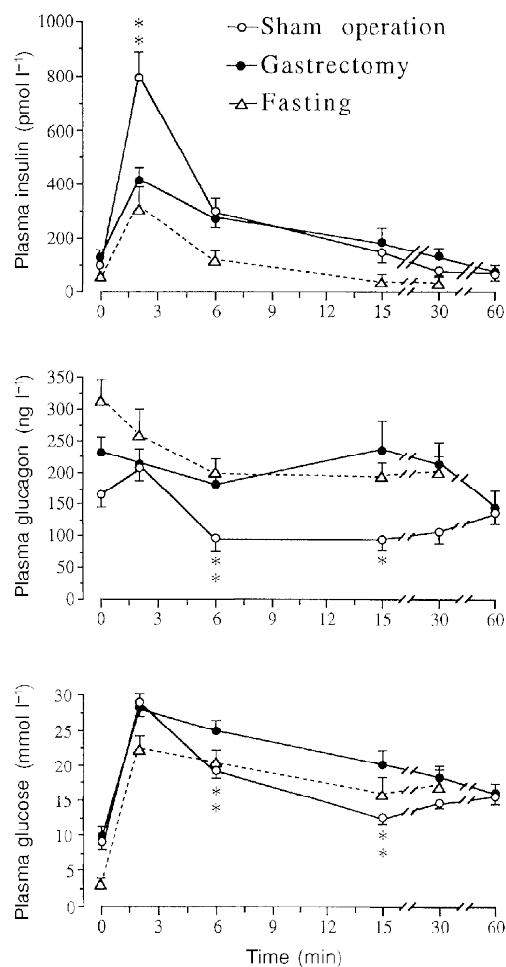 Sham operation
Gastrectomy
Fasting
Plasma insulin (pmol l⁻¹)
1000
800
600
400
200
0
* *
0 3 6 9 12 15 30 60
Plasma glucagon (ng l⁻¹)
350
300
250
200
150
100
50
0
* *
*
0 3 6 9 12 15 30 60
Plasma glucose (mmol l⁻¹)
30
25
20
15
10
5
0
* *
* *
0 3 6 9 12 15 30 60
Time (min)